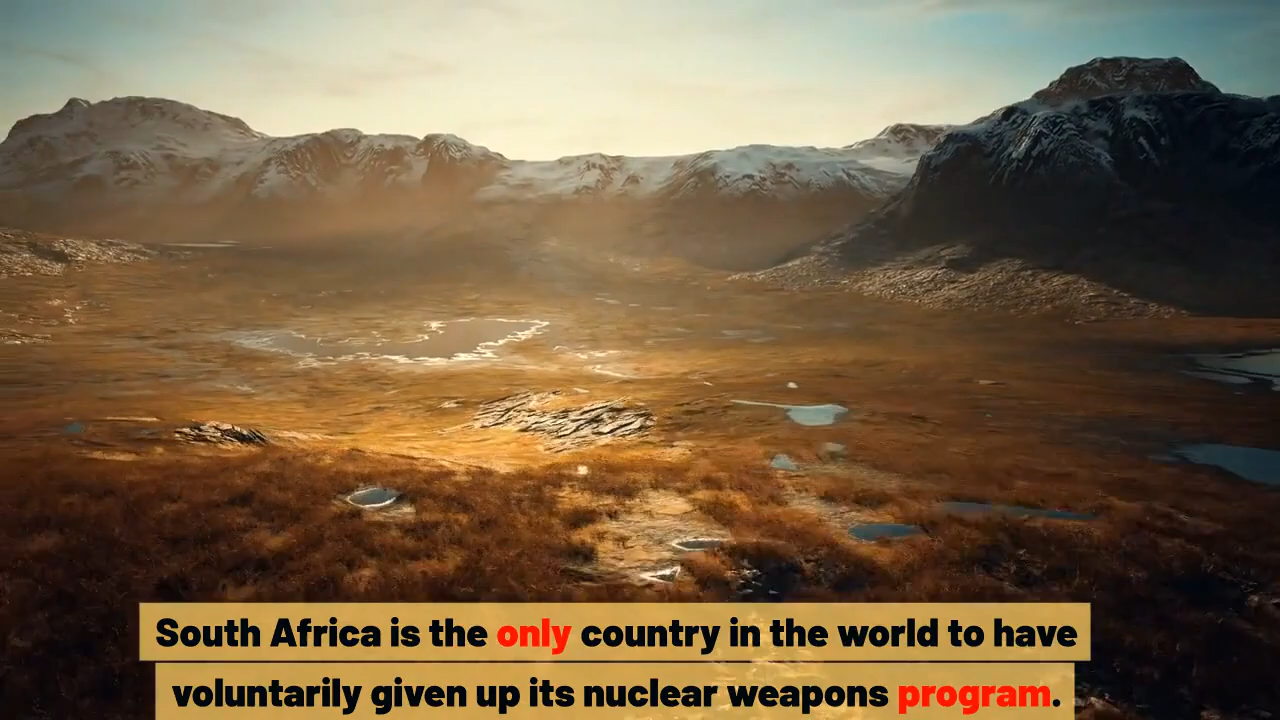 South Africa is the only country in the world to have
voluntarily given up its nuclear weapons program.